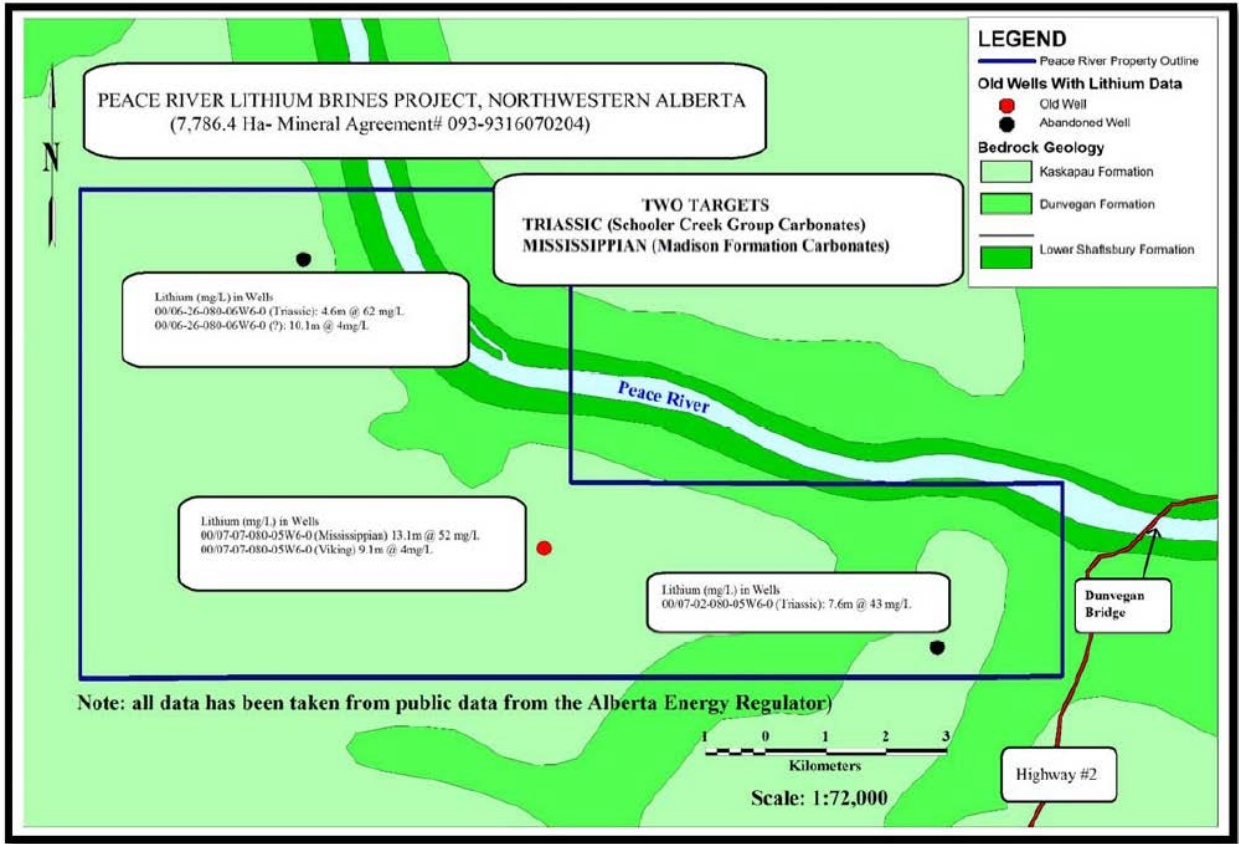 PEACE RIVER LITHIUM BRINES PROJECT, NORTHWESTERN ALBERTA
(7,786.4 Ha- Mineral Agreement# 093-9316070204)
N
LEGEND
Peace River Property Outline
Old Wells With Lithium Data
Old Well
Abandoned Well
Bedrock Geology
Kaskapau Formation
Dunvegan Formation
Lower Shaftsbury Formation
TWO TARGETS
TRIASSIC (Schooler Creek Group Carbonates)
MISSISSIPPIAN (Madison Formation Carbonates)
Lithium (mg/L) in Wells
00/06-26-080-06W6-0 (Triassic): 4.6m @ 62 mg/L
00/06-26-080-06W6-0 (?): 10.1m @ 4mg/L
Peace River
Lithium (mg/L) in Wells
00/07-07-080-05W6-0 (Mississippian) 13.1m @ 52 mg/L
00/07-07-080-05W6-0 (Viking) 9.1m @ 4mg/L
Lithium (mg/L) in Wells
00/07-02-080-05W6-0 (Triassic): 7.6m @ 43 mg/L
Dunvegan
Bridge
Note: all data has been taken from public data from the Alberta Energy Regulator)
1 0 1 2 3
Kilometers
Scale: 1:72,000
Highway #2